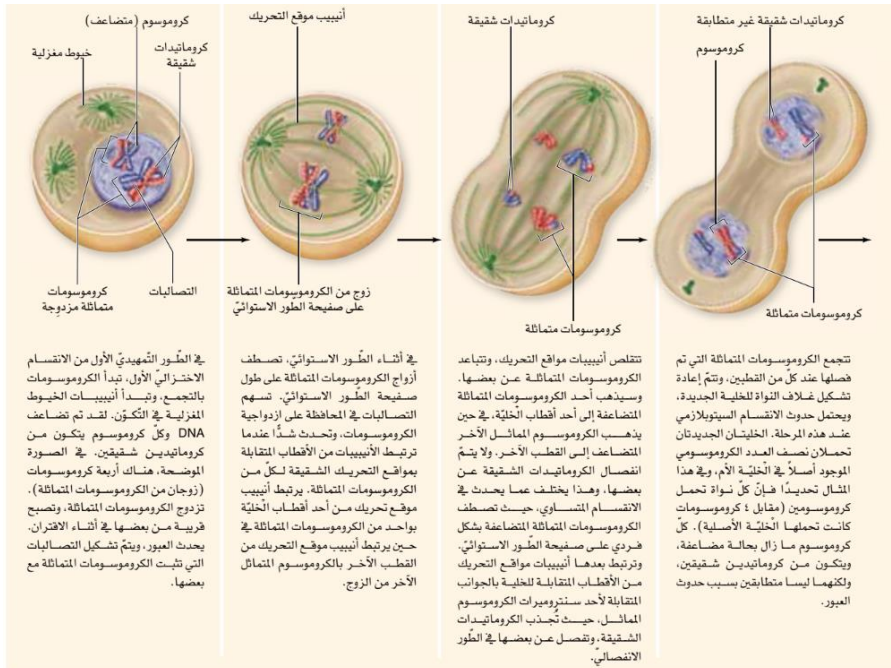 كروموسوم (متضاعف)
خيوط مغزلية
كروماتيدات
شقيقة
التصالبات
كروموسومات
متماثلة مزدوجة
في الطّور التّمهيديّ الأول من الانقسام
الاختزاليّ الأول، تبدأ الكروموسومات
بالتجمع، وتبدأ أنيبيبات الخيوط
المغزلية في التّكوّن. لقد تم تضاعف
DNA وكلّ كروموسوم يتكون من
كروماتيدين شقيقين. في الصورة
الموضحة، هناك أربعة كروموسومات
(زوجان من الكروموسومات المتماثلة).
تزدوج الكروموسومات المتماثلة، وتصبح
قريبة من بعضها في أثناء الاقتران.
يحدث العبور، ويتمّ تشكيل التصالبات
التي تثبت الكروموسومات المتماثلة مع
بعضها.
أنيبيب موقع التحريك
زوج من الكروموسومات المتماثلة
على صفيحة الطّور الاستوائيّ
في أثناء الطّور الاستوائيّ، تصطف
أزواج الكروموسومات المتماثلة على طول
صفيحة الطّور الاستوائيّ. تسهم
التصالبات في المحافظة على ازدواجية
الكروموسومات، وتحدث شدًّا عندما
ترتبط الأنيبيبات من الأقطاب المقابلة
بمواقع التحريك الشقيقة لكلّ من
الكروموسومات المتماثلة. يرتبط أنيبيب
موقع تحريك من أحد أقطاب الخليّة
بواحد من الكروموسومات المتماثلة في
حين يرتبط أنيبيب موقع التحريك من
القطب الآخر بالكروموسوم المتماثل
الآخر من الزوج.
كروماتيدات شقيقة
كروموسومات متماثلة
تتقلص أنيبيبات مواقع التحريك، وتتباعد
الكروموسومات المتماثلة عن بعضها.
وسيذهب أحد الكروموسومات المتماثلة
المتضاعفة إلى أحد أقطاب الخليّة، في حين
يذهب الكروموسوم المماثل الآخر
المتضاعف إلى القطب الآخر. ولا يتمّ
انفصال الكروماتيدات الشقيقة عن
بعضها، وهذا يختلف عما يحدث في
الانقسام المتساوي، حيث تصطف
الكروموسومات المتماثلة المتضاعفة بشكل
فردي على صفيحة الطّور الاستوائيّ.
وترتبط بعدها أنيبيبات مواقع التحريك
من الأقطاب المتقابلة للخلية بالجوانب
المتقابلة لأحد سنتروميرات الكروموسوم
المماثل، حيث تُجذب الكروماتيدات
الشقيقة، وتفصل عن بعضها في الطّور
الانفصاليّ.
كروماتيدات شقيقة غير متطابقة
كروموسوم
كروموسومات متماثلة
تتجمع الكروموسومات المتماثلة التي تم
فصلها عند كلّ من القطبين، وتتمّ إعادة
تشكيل غلاف النواة للخلية الجديدة،
ويحتمل حدوث الانقسام السيتوبلازمي
عند هذه المرحلة. الخليتان الجديدتان
تحملان نصف العدد الكروموسومي
الموجود أصلاً في الخليّة الأم، وفي هذا
المثال تحديدًا فإنّ كلّ نواة تحمل
كروموسومين (مقابل ٤ كروموسومات
كانت تحملها الخليّة الأصلية). كلّ
كروموسوم ما زال بحالة مضاعفة،
ويتكون من كروماتيدين شقيقين،
ولكنهما ليسا متطابقين بسبب حدوث
العبور.